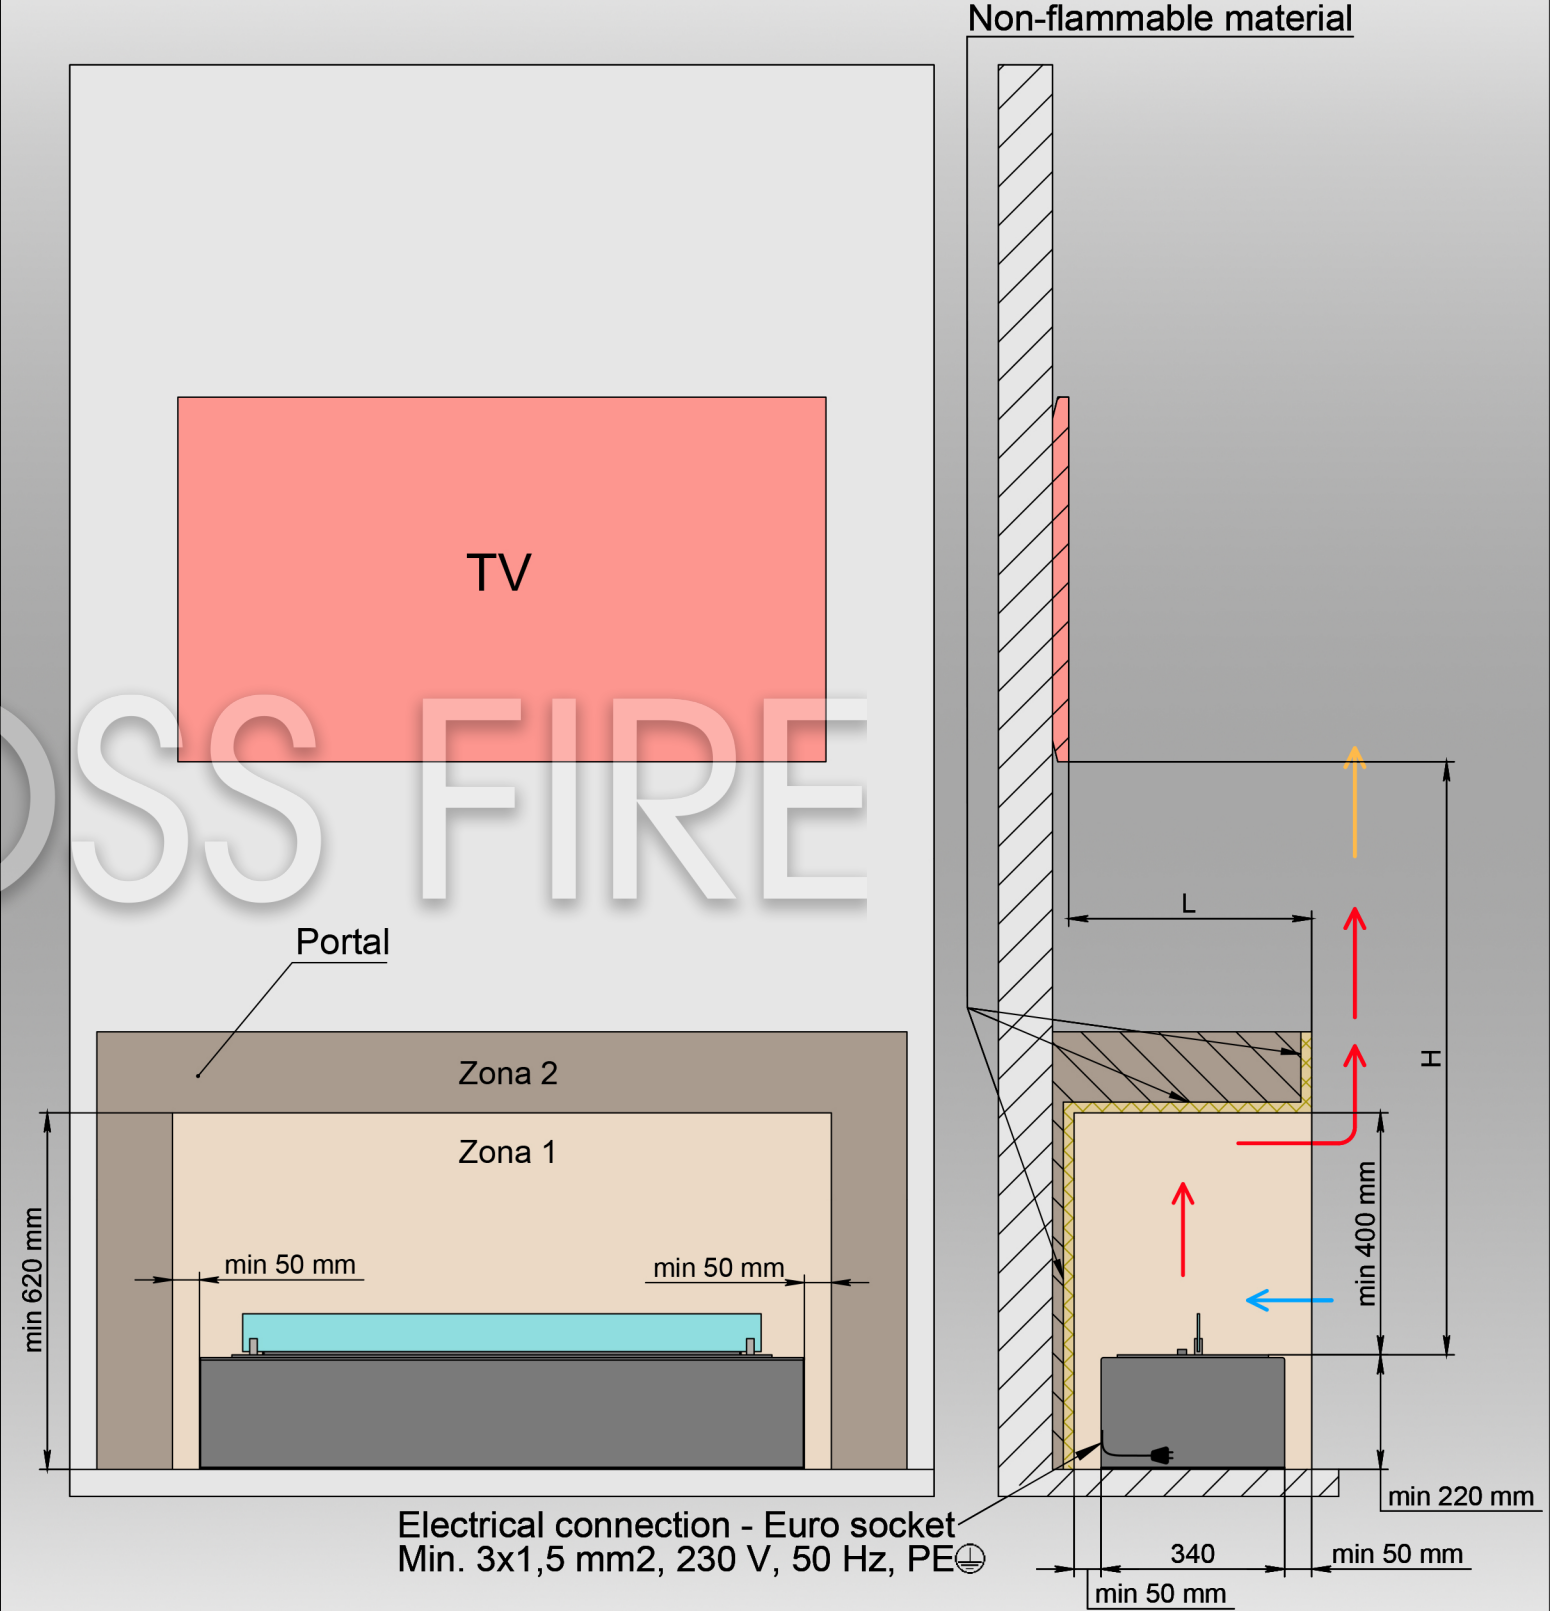 Non-flammable material
TV
OSS FIRE
Portal
L
Zona 2
H
Zona 1
min 620 mm
min 50 mm
min 50 mm
min 400 mm
min 220 mm
Electrical connection - Euro socket
Min. 3x1,5 mm2, 230 V, 50 Hz, PE
340
min 50 mm
min 50 mm